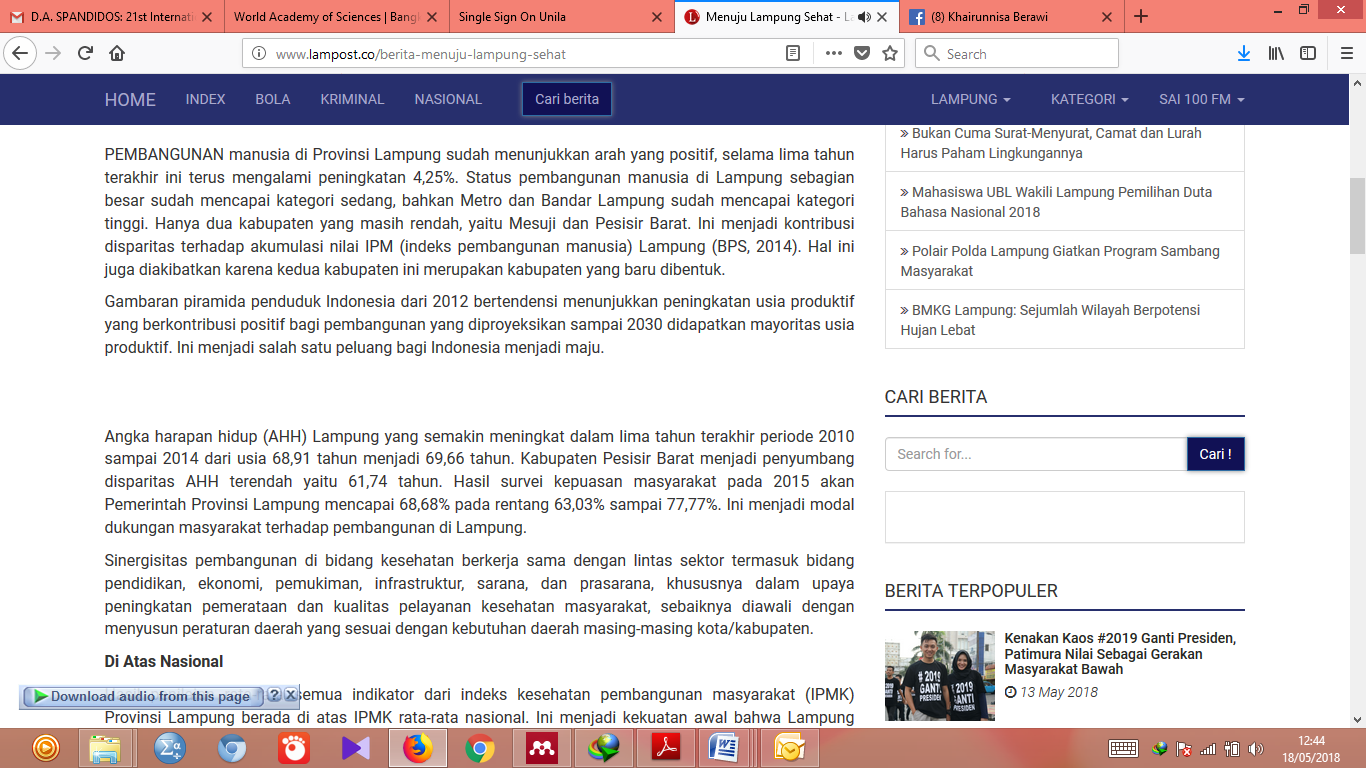 D.A. SPANDIDOS: 21st Internati
World Academy of Sciences | Bangl
Single Sign On Unila
Menuju Lampung Sehat - La
(8) Khairunnisa Berawi
www.lampost.co/berita-menuju-lampung-sehat
Search
HOME
INDEX
BOLA
KRIMINAL
NASIONAL
Cari berita
LAMPUNG
KATEGORI
SAI 100 FM
PEMBANGUNAN manusia di Provinsi Lampung sudah menunjukkan arah yang positif, selama lima tahun
terakhir ini terus mengalami peningkatan 4,25%. Status pembangunan manusia di Lampung sebagian
besar sudah mencapai kategori sedang, bahkan Metro dan Bandar Lampung sudah mencapai kategori
tinggi. Hanya dua kabupaten yang masih rendah, yaitu Mesuji dan Pesisir Barat. Ini menjadi kontribusi
disparitas terhadap akumulasi nilai IPM (indeks pembangunan manusia) Lampung (BPS, 2014). Hal ini
juga diakibatkan karena kedua kabupaten ini merupakan kabupaten yang baru dibentuk.
Gambaran piramida penduduk Indonesia dari 2012 bertendensi menunjukkan peningkatan usia produktif
yang berkontribusi positif bagi pembangunan yang diproyeksikan sampai 2030 didapatkan mayoritas usia
produktif. Ini menjadi salah satu peluang bagi Indonesia menjadi maju.
Angka harapan hidup (AHH) Lampung yang semakin meningkat dalam lima tahun terakhir periode 2010
sampai 2014 dari usia 68,91 tahun menjadi 69,66 tahun. Kabupaten Pesisir Barat menjadi penyumbang
disparitas AHH terendah yaitu 61,74 tahun. Hasil survei kepuasan masyarakat pada 2015 akan
Pemerintah Provinsi Lampung mencapai 68,68% pada rentang 63,03% sampai 77,77%. Ini menjadi modal
dukungan masyarakat terhadap pembangunan di Lampung.
Sinergisitas pembangunan di bidang kesehatan berkerja sama dengan lintas sektor termasuk bidang
pendidikan, ekonomi, pemukiman, infrastruktur, sarana, dan prasarana, khususnya dalam upaya
peningkatan pemerataan dan kualitas pelayanan kesehatan masyarakat, sebaiknya diawali dengan
menyusun peraturan daerah yang sesuai dengan kebutuhan daerah masing-masing kota/kabupaten.
Di Atas Nasional
semua indikator dari indeks kesehatan pembangunan masyarakat (IPMK)
Provinsi Lampung berada di atas IPMK rata-rata nasional. Ini menjadi kekuatan awal bahwa Lampung
Download audio from this page
» Bukan Cuma Surat-Menyurat, Camat dan Lurah
Harus Paham Lingkungannya
» Mahasiswa UBL Wakili Lampung Pemilihan Duta
Bahasa Nasional 2018
» Polair Polda Lampung Giatkan Program Sambang
Masyarakat
» BMKG Lampung: Sejumlah Wilayah Berpotensi
Hujan Lebat
CARI BERITA
Search for...
Cari !
BERITA TERPOPULER
# 2019
GANTI
PRESIDEN
# 2019
GANTI
PRESIDEN
Kenakan Kaos #2019 Ganti Presiden,
Patimura Nilai Sebagai Gerakan
Masyarakat Bawah
13 May 2018
12:44
18/05/2018